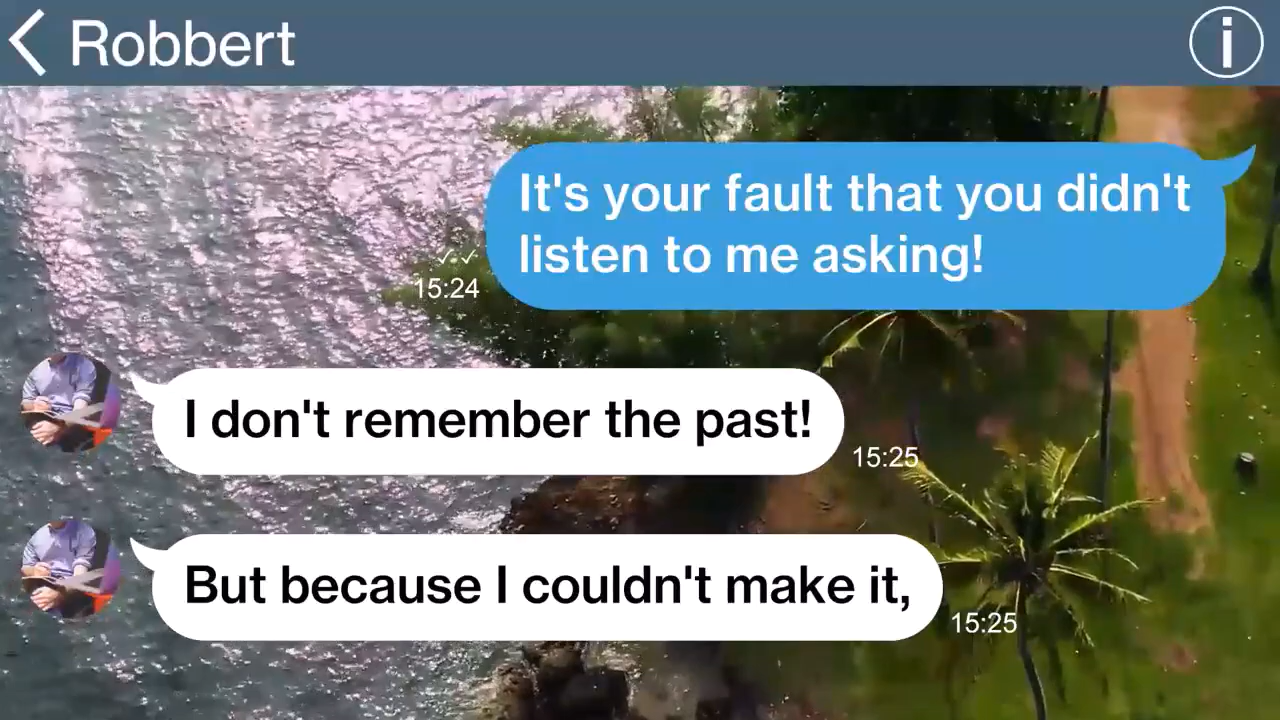 Robbert
It's your fault that you didn't
listen to me asking!
15:24
I don't remember the past!
15:25
But because I couldn't make it,
15:25